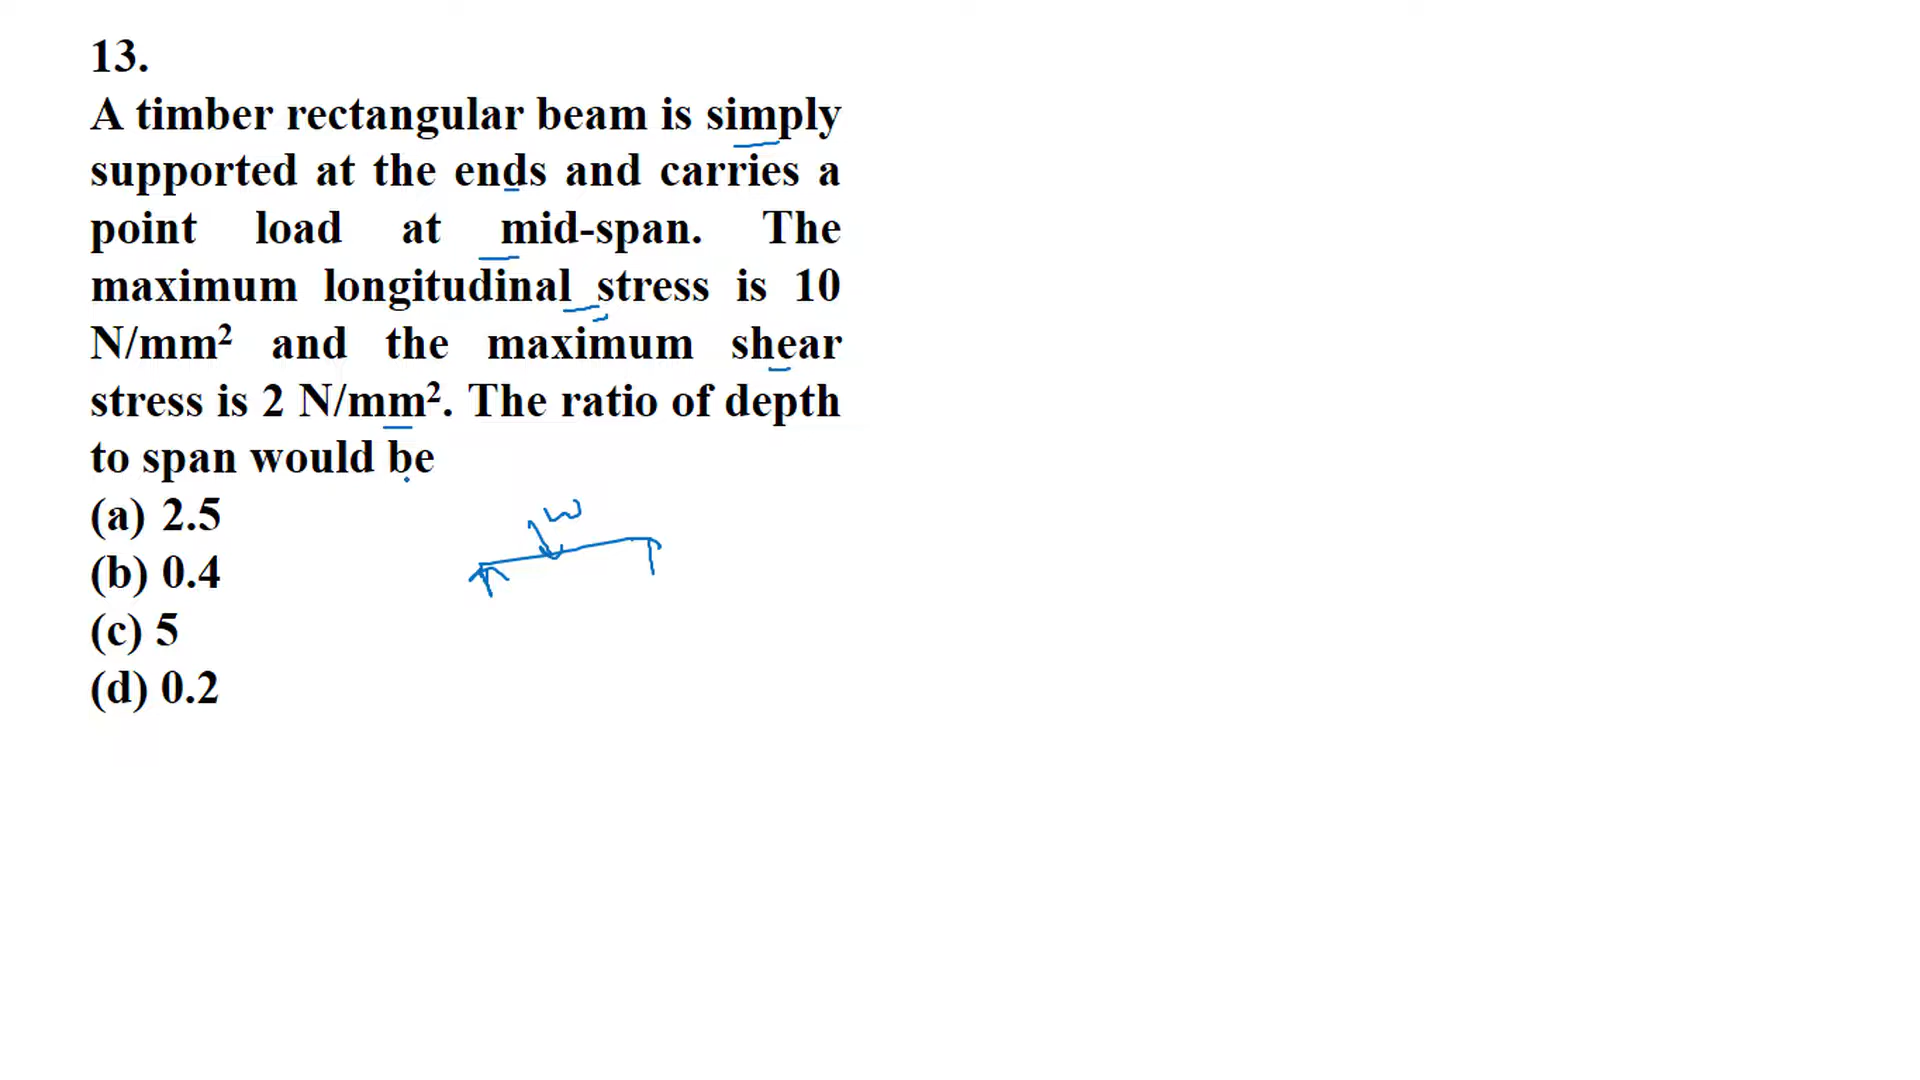 13.
A timber rectangular beam is simply
supported at the ends and carries a
point load at mid-span. The
maximum longitudinal stress is 10
N/mm² and the maximum shear
stress is 2 N/mm². The ratio of depth
to span would be
(a) 2.5
(b) 0.4
(c) 5
(d) 0.2
W